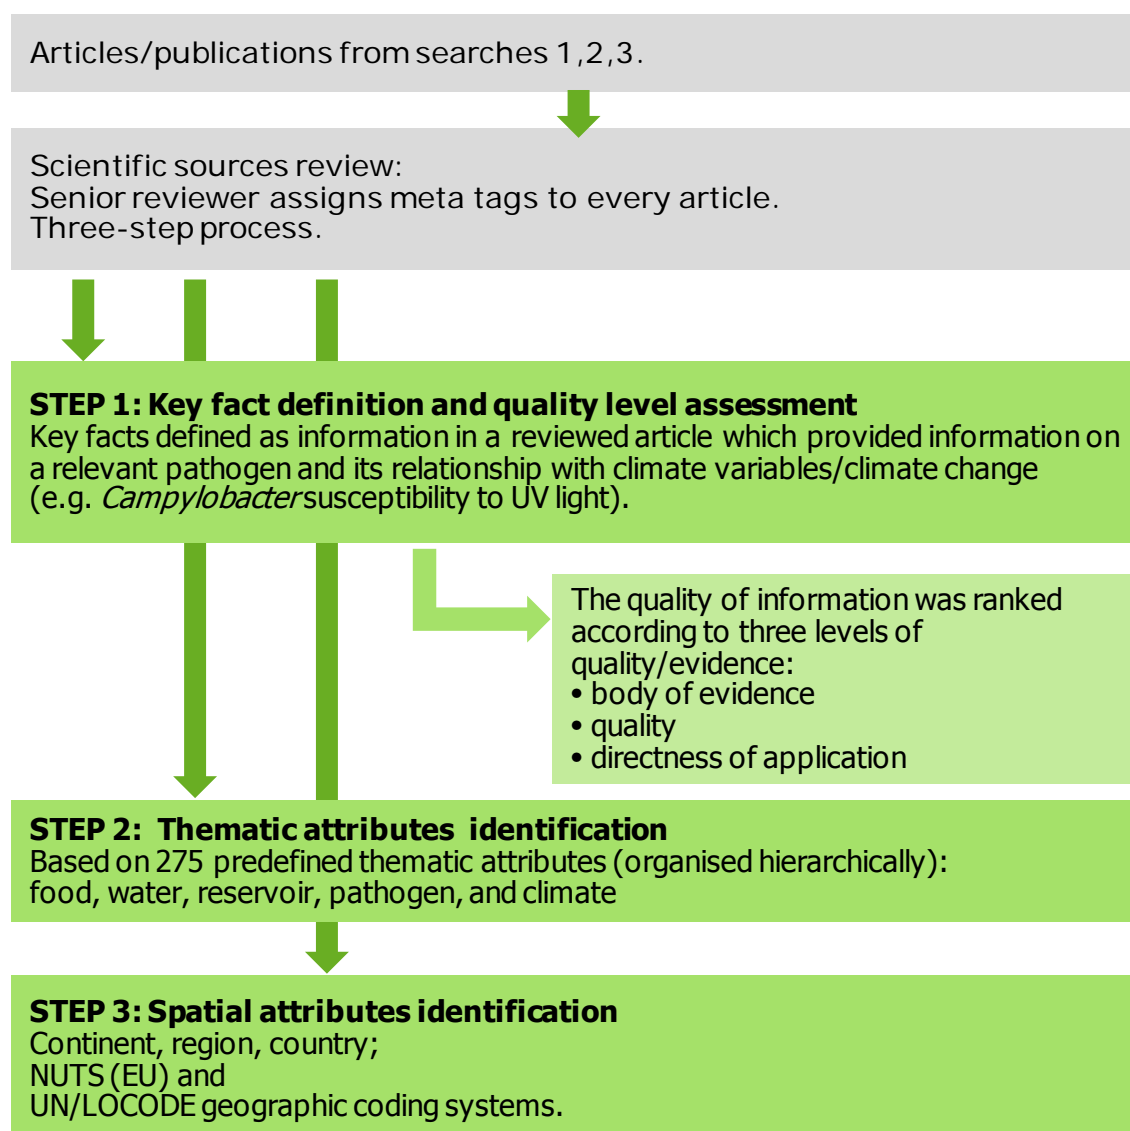 Articles/publications from searches 1,2,3.
Scientific sources review:
Senior reviewer assigns meta tags to every article.
Three-step process.
STEP 1: Key fact definition and quality level assessment
Key facts defined as information in a reviewed article which provided information on
a relevant pathogen and its relationship with climate variables/climate change
(e.g. Campylobacter susceptibility to UV light).
The quality of information was ranked
according to three levels of
quality/evidence:
• body of evidence
• quality
• directness of application
STEP 2: Thematic attributes identification
Based on 275 predefined thematic attributes (organised hierarchically):
food, water, reservoir, pathogen, and climate
STEP 3: Spatial attributes identification
Continent, region, country;
NUTS (EU) and
UN/LOCODE geographic coding systems.